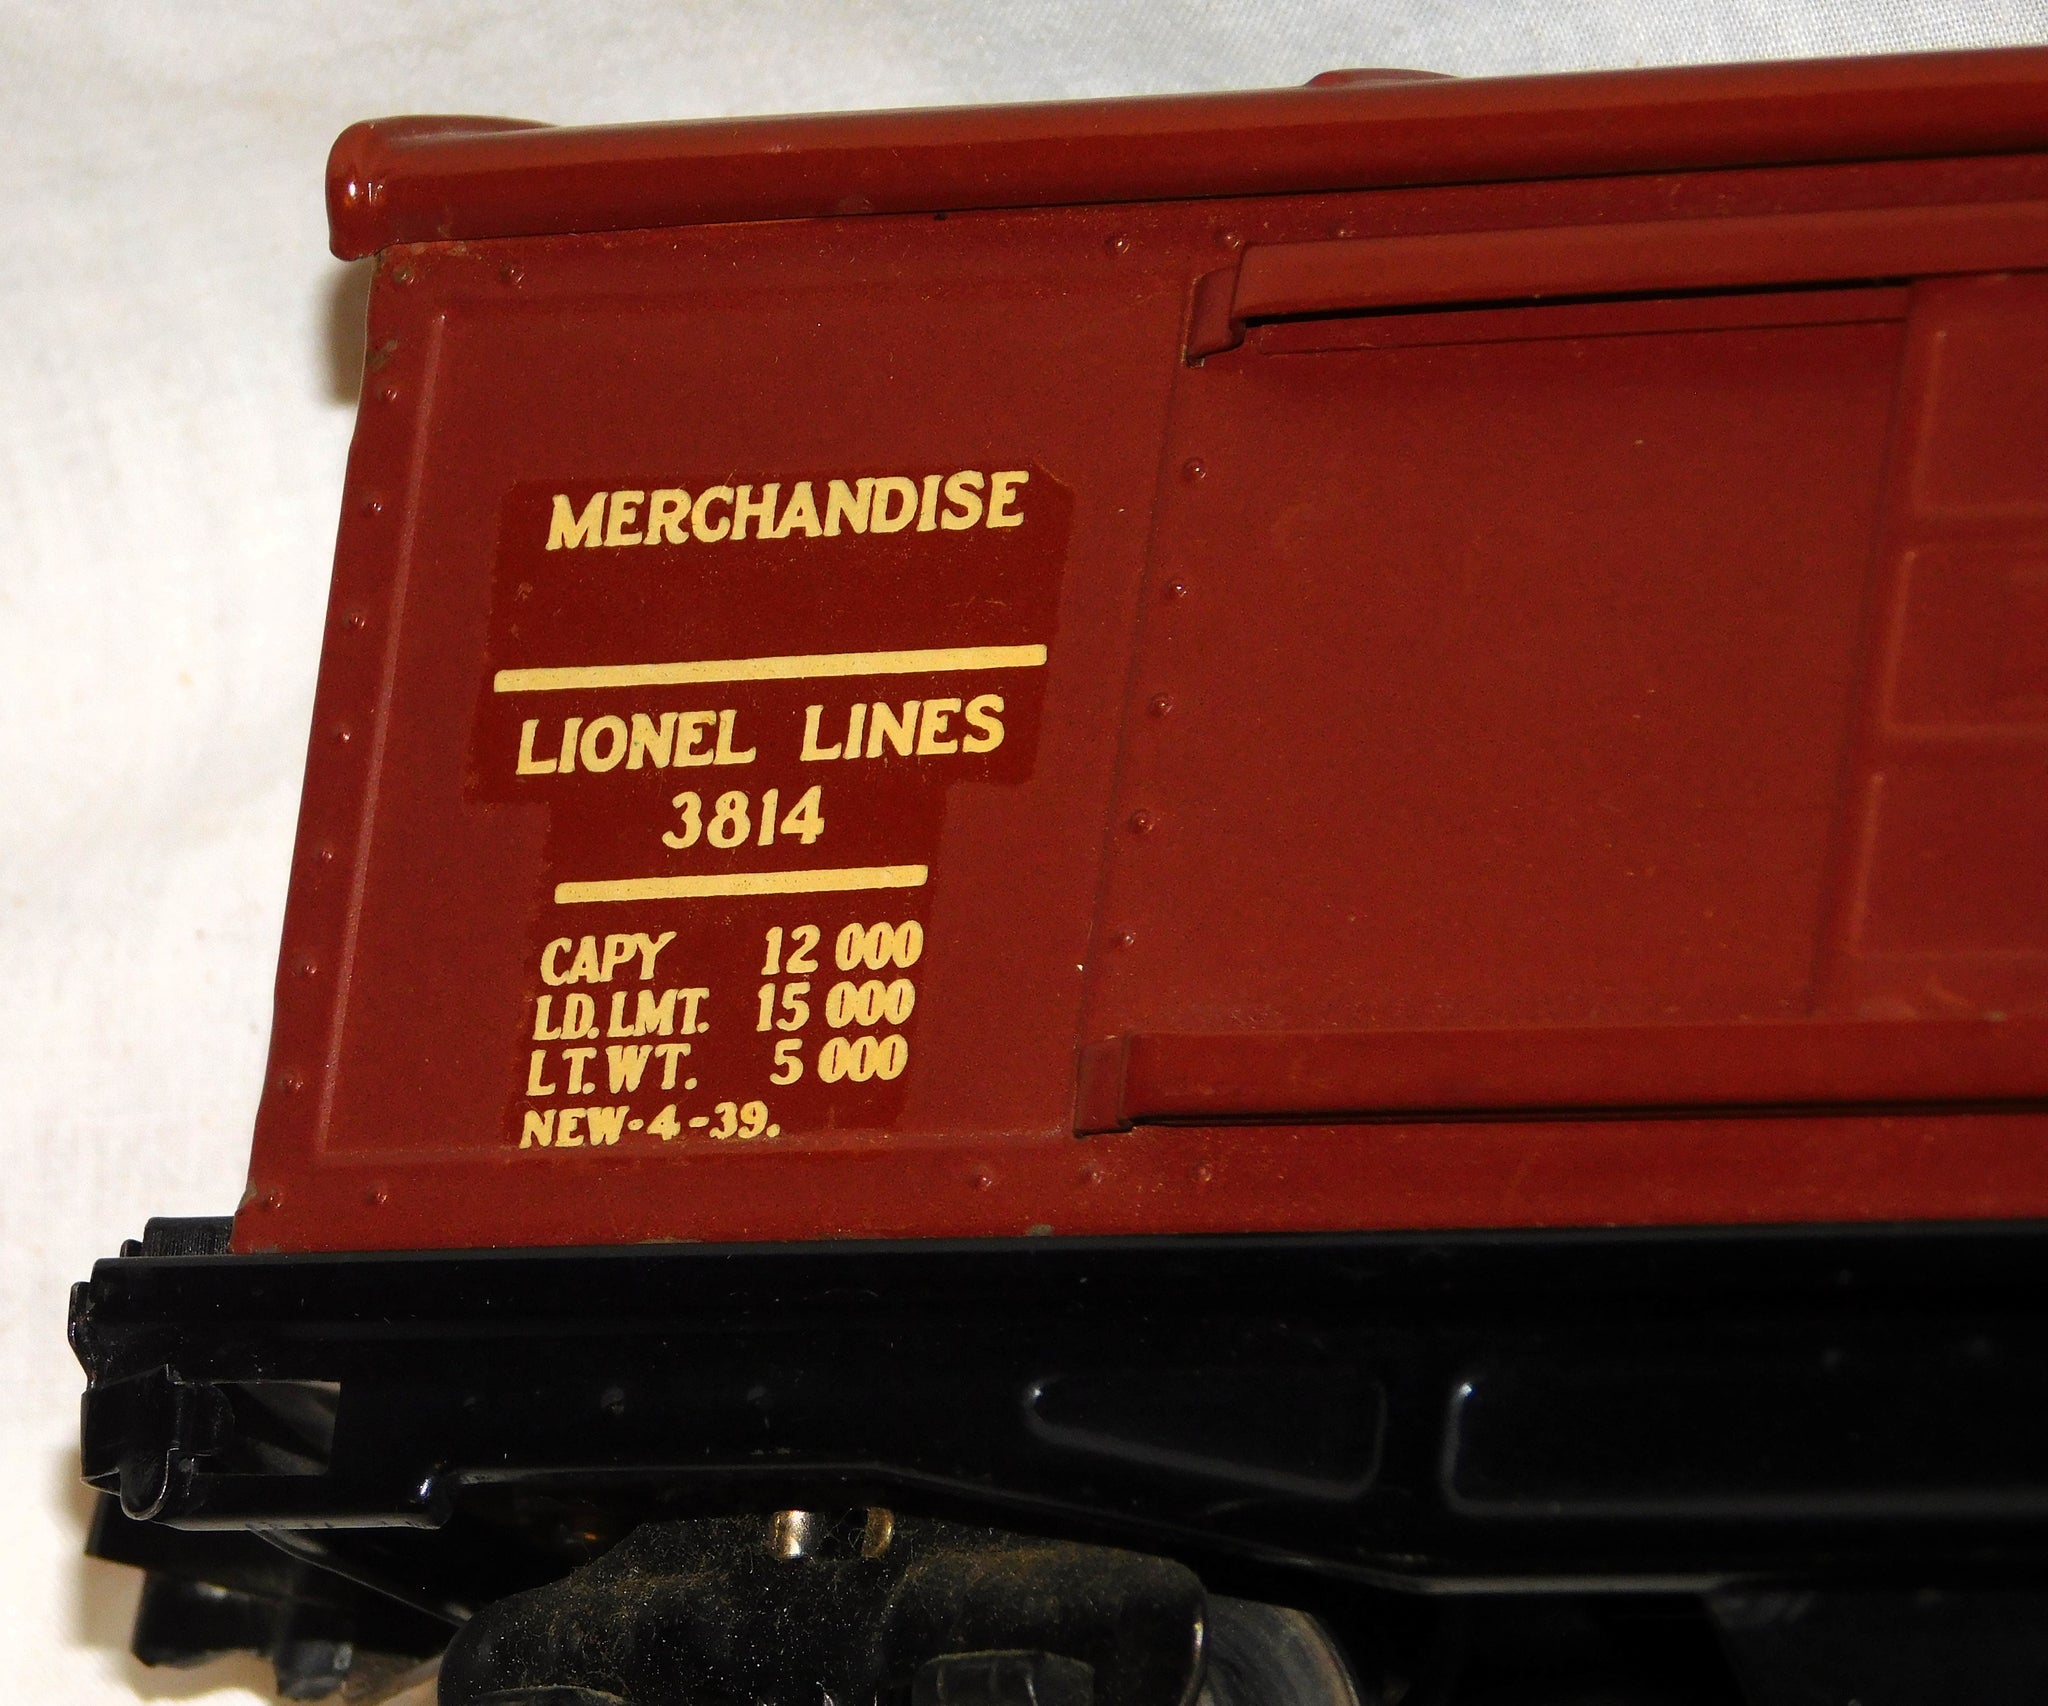 MERCHANDISE
LIONEL LINES
3814
CAPY 12 000
LD. LMT. 15 000
LT. WT. 5 000
NEW-4-39.